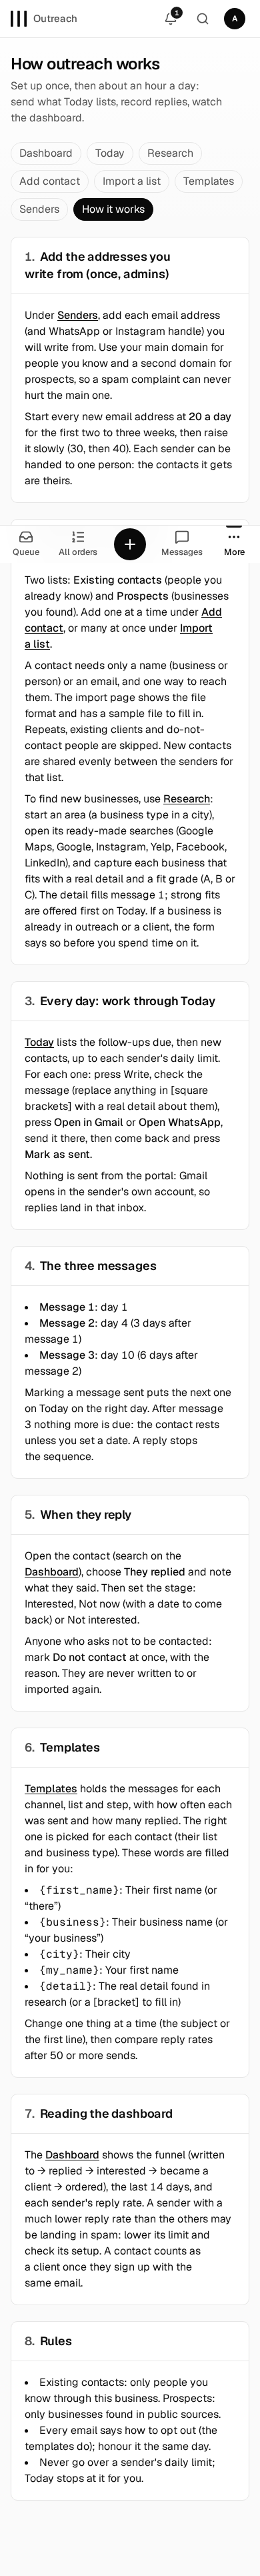 Outreach
1
A
How outreach works
Set up once, then about an hour a day:
send what Today lists, record replies, watch
the dashboard.
Dashboard
Today
Research
Add contact
Import a list
Templates
Senders
How it works
1. Add the addresses you
write from (once, admins)
Under Senders, add each email address
(and WhatsApp or Instagram handle) you
will write from. Use your main domain for
people you know and a second domain for
prospects, so a spam complaint can never
hurt the main one.
Start every new email address at 20 a day
for the first two to three weeks, then raise
it slowly (30, then 40). Each sender can be
handed to one person: the contacts it gets
are theirs.
Queue
All orders
Messages
More
Two lists: Existing contacts (people you
already know) and Prospects (businesses
you found). Add one at a time under Add
contact, or many at once under Import
a list.
A contact needs only a name (business or
person) or an email, and one way to reach
them. The import page shows the file
format and has a sample file to fill in.
Repeats, existing clients and do-not-
contact people are skipped. New contacts
are shared evenly between the senders for
that list.
To find new businesses, use Research:
start an area (a business type in a city),
open its ready-made searches (Google
Maps, Google, Instagram, Yelp, Facebook,
LinkedIn), and capture each business that
fits with a real detail and a fit grade (A, B or
C). The detail fills message 1; strong fits
are offered first on Today. If a business is
already in outreach or a client, the form
says so before you spend time on it.
3. Every day: work through Today
Today lists the follow-ups due, then new
contacts, up to each sender's daily limit.
For each one: press Write, check the
message (replace anything in [square
brackets] with a real detail about them),
press Open in Gmail or Open WhatsApp,
send it there, then come back and press
Mark as sent.
Nothing is sent from the portal: Gmail
opens in the sender's own account, so
replies land in that inbox.
4. The three messages
• Message 1: day 1
• Message 2: day 4 (3 days after
message 1)
• Message 3: day 10 (6 days after
message 2)
Marking a message sent puts the next one
on Today on the right day. After message
3 nothing more is due: the contact rests
unless you set a date. A reply stops
the sequence.
5. When they reply
Open the contact (search on the
Dashboard), choose They replied and note
what they said. Then set the stage:
Interested, Not now (with a date to come
back) or Not interested.
Anyone who asks not to be contacted:
mark Do not contact at once, with the
reason. They are never written to or
imported again.
6. Templates
Templates holds the messages for each
channel, list and step, with how often each
was sent and how many replied. The right
one is picked for each contact (their list
and business type). These words are filled
in for you:
• {first_name}: Their first name (or
“there”)
• {business}: Their business name (or
“your business”)
• {city}: Their city
• {my_name}: Your first name
• {detail}: The real detail found in
research (or a [bracket] to fill in)
Change one thing at a time (the subject or
the first line), then compare reply rates
after 50 or more sends.
7. Reading the dashboard
The Dashboard shows the funnel (written
to → replied → interested → became a
client → ordered), the last 14 days, and
each sender's reply rate. A sender with a
much lower reply rate than the others may
be landing in spam: lower its limit and
check its setup. A contact counts as
a client once they sign up with the
same email.
8. Rules
• Existing contacts: only people you
know through this business. Prospects:
only businesses found in public sources.
• Every email says how to opt out (the
templates do); honour it the same day.
• Never go over a sender's daily limit;
Today stops at it for you.